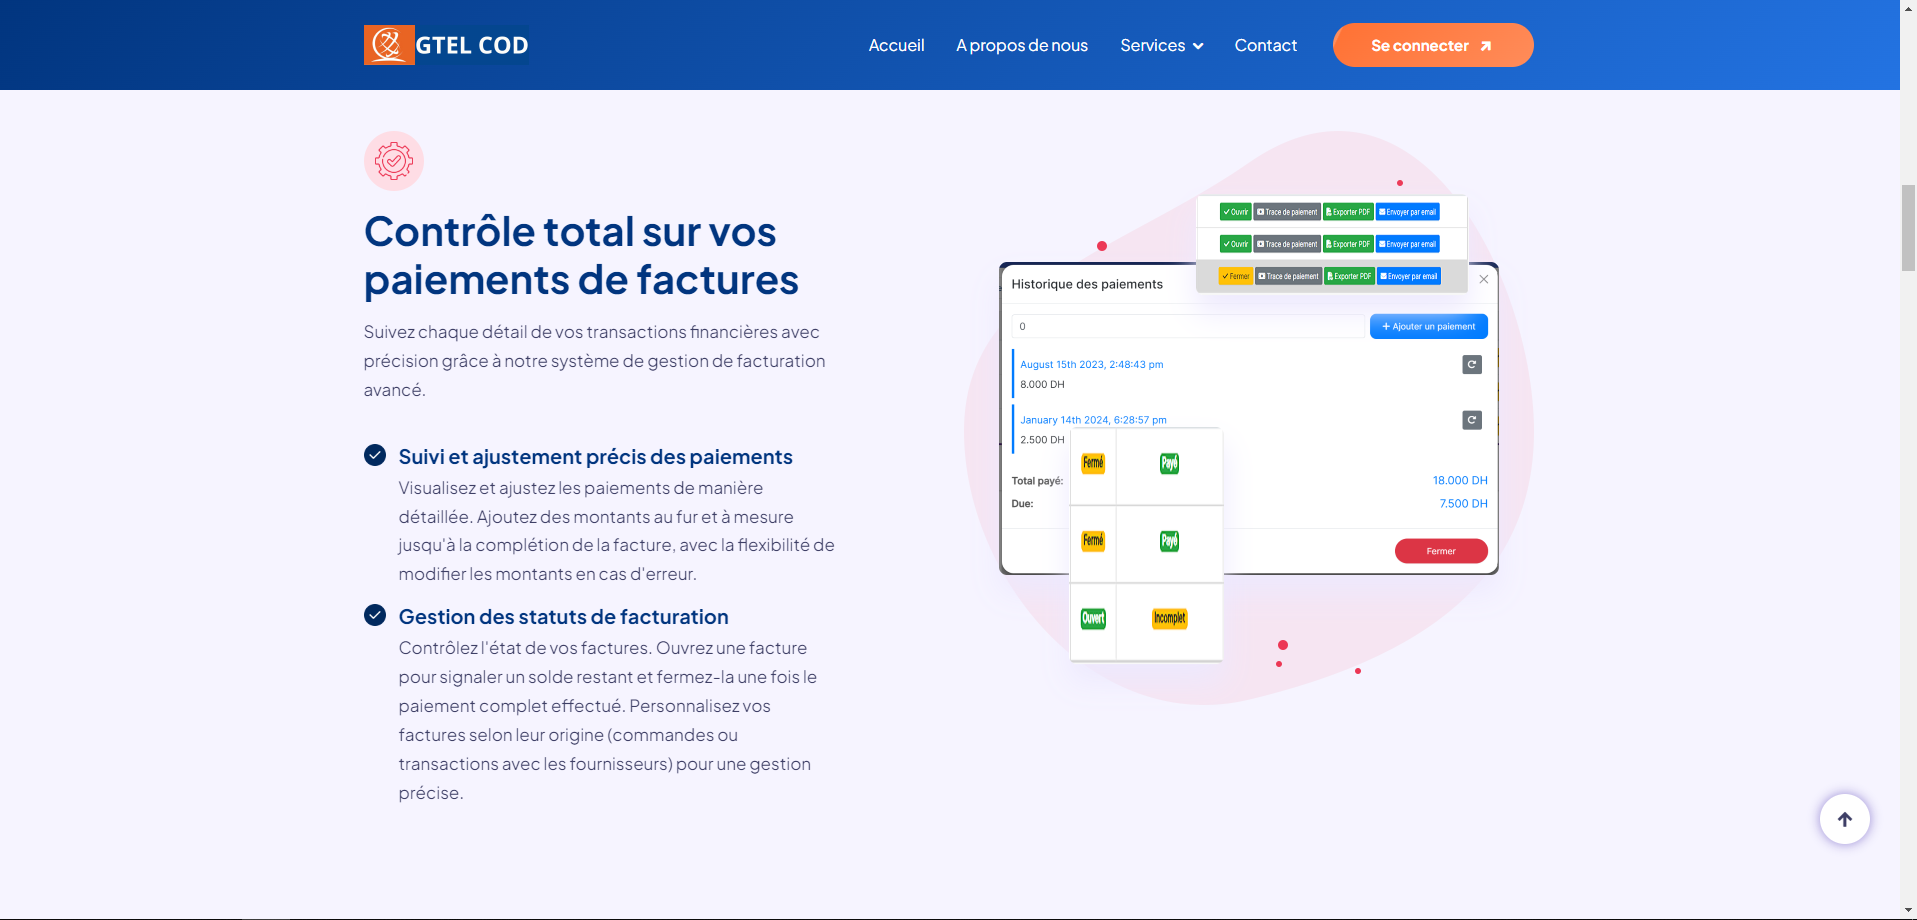 GTEL COD
Accueil
A propos de nous
Services
Contact
Se connecter
Contrôle total sur vos
paiements de factures
Suivez chaque détail de vos transactions financières avec
précision grâce à notre système de gestion de facturation
avancé.
Suivi et ajustement précis des paiements
Visualisez et ajustez les paiements de manière
détaillée. Ajoutez des montants au fur et à mesure
jusqu'à la complétion de la facture, avec la flexibilité de
modifier les montants en cas d'erreur.
Gestion des statuts de facturation
Contrôlez l'état de vos factures. Ouvrez une facture
pour signaler un solde restant et fermez-la une fois le
paiement complet effectué. Personnalisez vos
factures selon leur origine (commandes ou
transactions avec les fournisseurs) pour une gestion
précise.
Ouvrir Trace de paiement Exporter PDF Envoyer par email
Ouvrir Trace de paiement Exporter PDF Envoyer par email
Fermer Trace de paiement Exporter PDF Envoyer par email
Historique des paiements
0
+ Ajouter un paiement
August 15th 2023, 2:48:43 pm
8.000 DH
January 14th 2024, 6:28:57 pm
2.500 DH
Total payé: 18.000 DH
Due: 7.500 DH
Fermer
Fermé Payé
Fermé Payé
Ouvert Incomplet